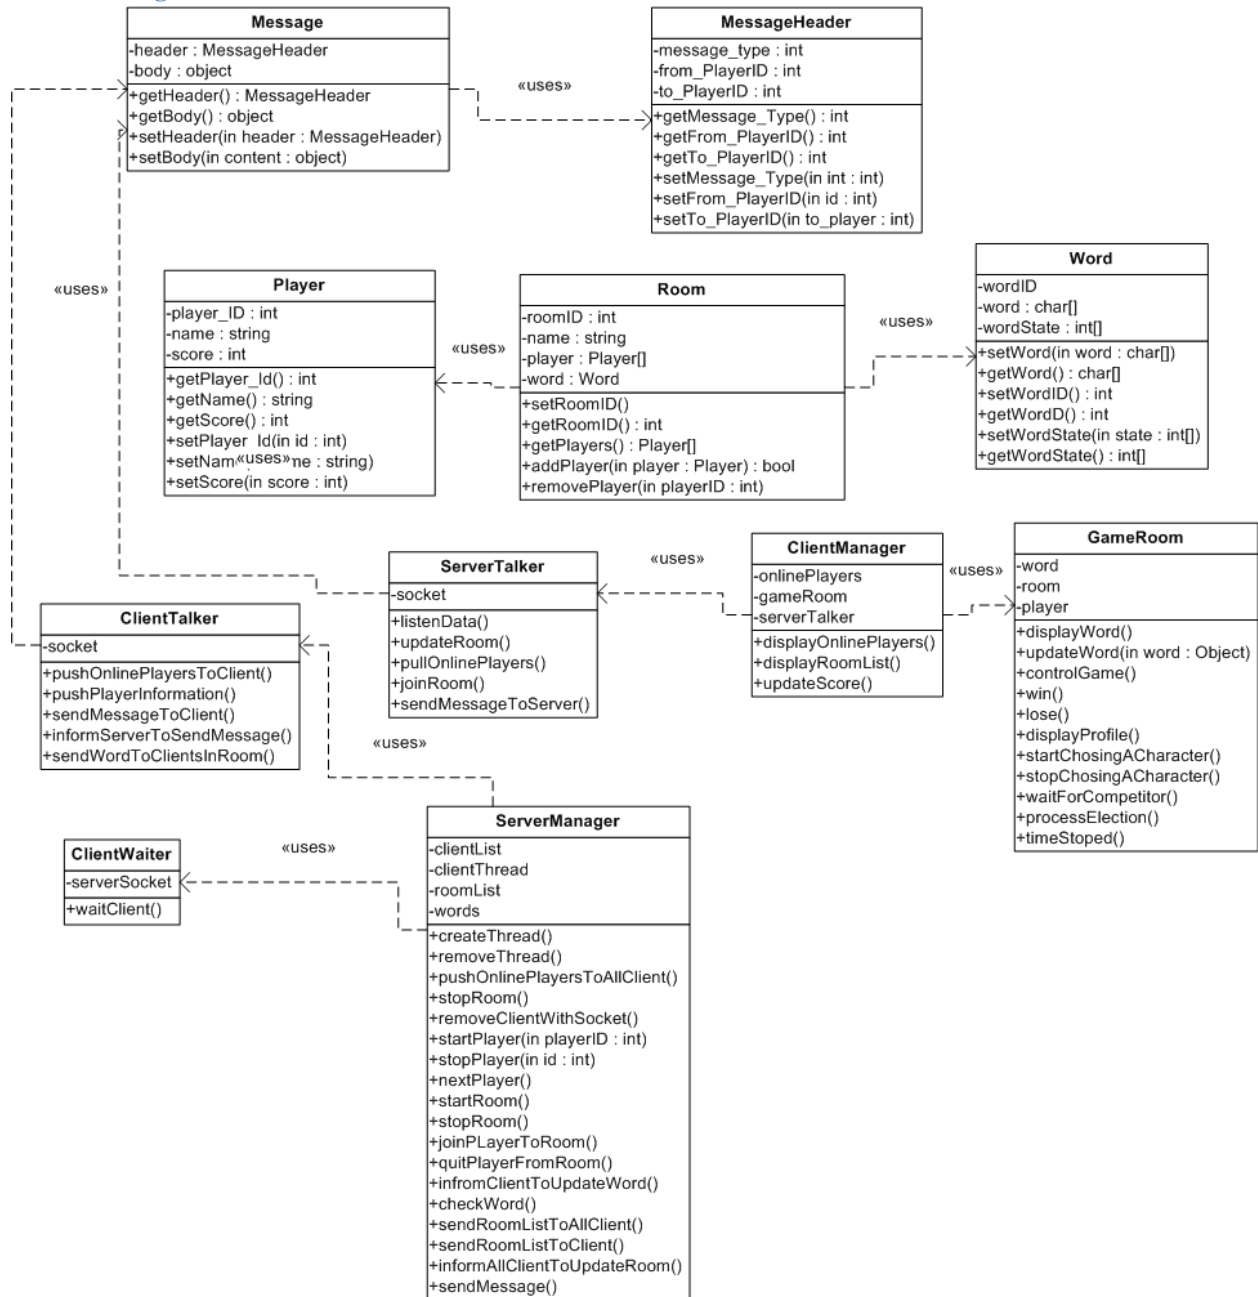 Message
-header : MessageHeader
-body : object
+getHeader() : MessageHeader
+getBody() : object
+setHeader(in header : MessageHeader)
+setBody(in content : object)
«uses»
MessageHeader
-message_type : int
-from_PlayerID : int
-to_PlayerID : int
+getMessage_Type() : int
+getFrom_PlayerID() : int
+getTo_PlayerID() : int
+setMessage_Type(in int : int)
+setFrom_PlayerID(in id : int)
+setTo_PlayerID(in to_player : int)
«uses»
Player
-player_ID : int
-name : string
-score : int
+getPlayer_Id() : int
+getName() : string
+getScore() : int
+setPlayer_Id(in id : int)
+setNam «uses» me : string)
+setScore(in score : int)
«uses»
Room
-roomID : int
-name : string
-player : Player[]
-word : Word
+setRoomID()
+getRoomID() : int
+getPlayers() : Player[]
+addPlayer(in player : Player) : bool
+removePlayer(in playerID : int)
«uses»
Word
-wordID
-word : char[]
-wordState : int[]
+setWord(in word : char[])
+getWord() : char[]
+setWordID() : int
+getWordD() : int
+setWordState(in state : int[])
+getWordState() : int[]
ClientTalker
-socket
+pushOnlinePlayersToClient()
+pushPlayerInformation()
+sendMessageToClient()
+informServerToSendMessage()
+sendWordToClientsInRoom()
ServerTalker
-socket
+listenData()
+updateRoom()
+pullOnlinePlayers()
+joinRoom()
+sendMessageToServer()
«uses»
ClientManager
-onlinePlayers
-gameRoom
-serverTalker
+displayOnlinePlayers()
+displayRoomList()
+updateScore()
«uses»
GameRoom
-word
-room
-player
+displayWord()
+updateWord(in word : Object)
+controlGame()
+win()
+lose()
+displayProfile()
+startChosingACharacter()
+stopChosingACharacter()
+waitForCompetitor()
+processElection()
+timeStoped()
«uses»
ClientWaiter
-serverSocket
+waitClient()
«uses»
ServerManager
-clientList
-clientThread
-roomList
-words
+createThread()
+removeThread()
+pushOnlinePlayersToAllClient()
+stopRoom()
+removeClientWithSocket()
+startPlayer(in playerID : int)
+stopPlayer(in id : int)
+nextPlayer()
+startRoom()
+stopRoom()
+joinPLayerToRoom()
+quitPlayerFromRoom()
+infromClientToUpdateWord()
+checkWord()
+sendRoomListToAllClient()
+sendRoomListToClient()
+informAllClientToUpdateRoom()
+sendMessage()